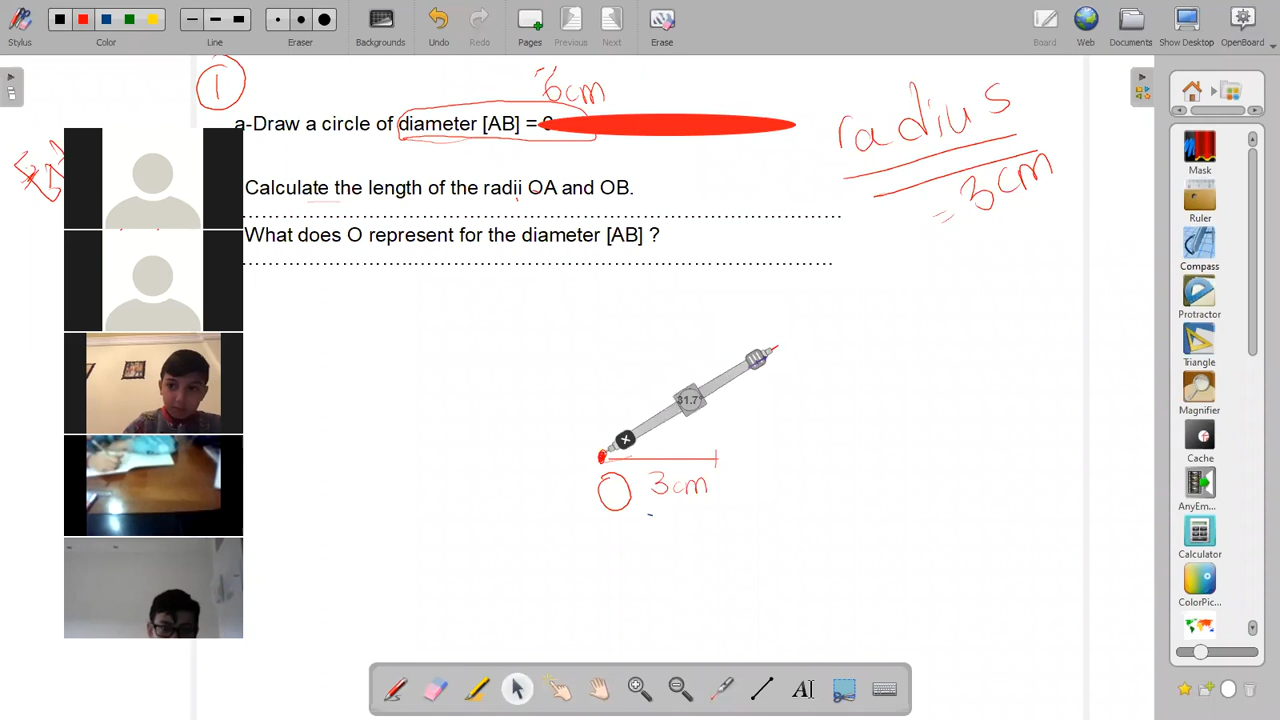 Stylus
Color
Line
Eraser
Backgrounds
Undo
Redo
Pages
Previous
Next
Erase
Board
Web
Documents
Show Desktop
OpenBoard
1
6cm
a-Draw a circle of diameter [AB] =
radius
= 3cm
Calculate the length of the radii OA and OB.
........................................................................................................
What does O represent for the diameter [AB] ?
........................................................................................................
31.7°
O 3cm
Mask
Ruler
Compass
Protractor
Triangle
Magnifier
Cache
AnyEm...
Calculator
ColorPic...